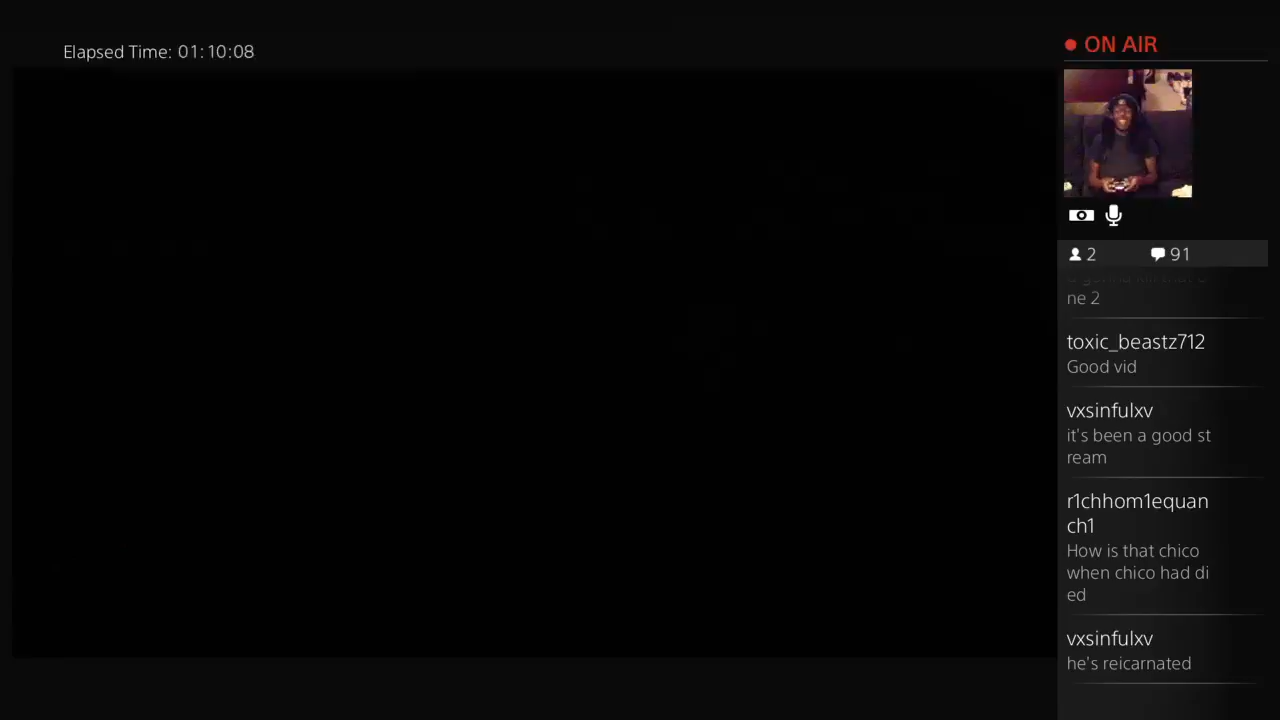 Elapsed Time: 01:10:08
ON AIR
2 91
ne 2
toxic_beastz712
Good vid
vxsinfulxv
it's been a good st
ream
r1chhom1equan
ch1
How is that chico
when chico had di
ed
vxsinfulxv
he's reicarnated